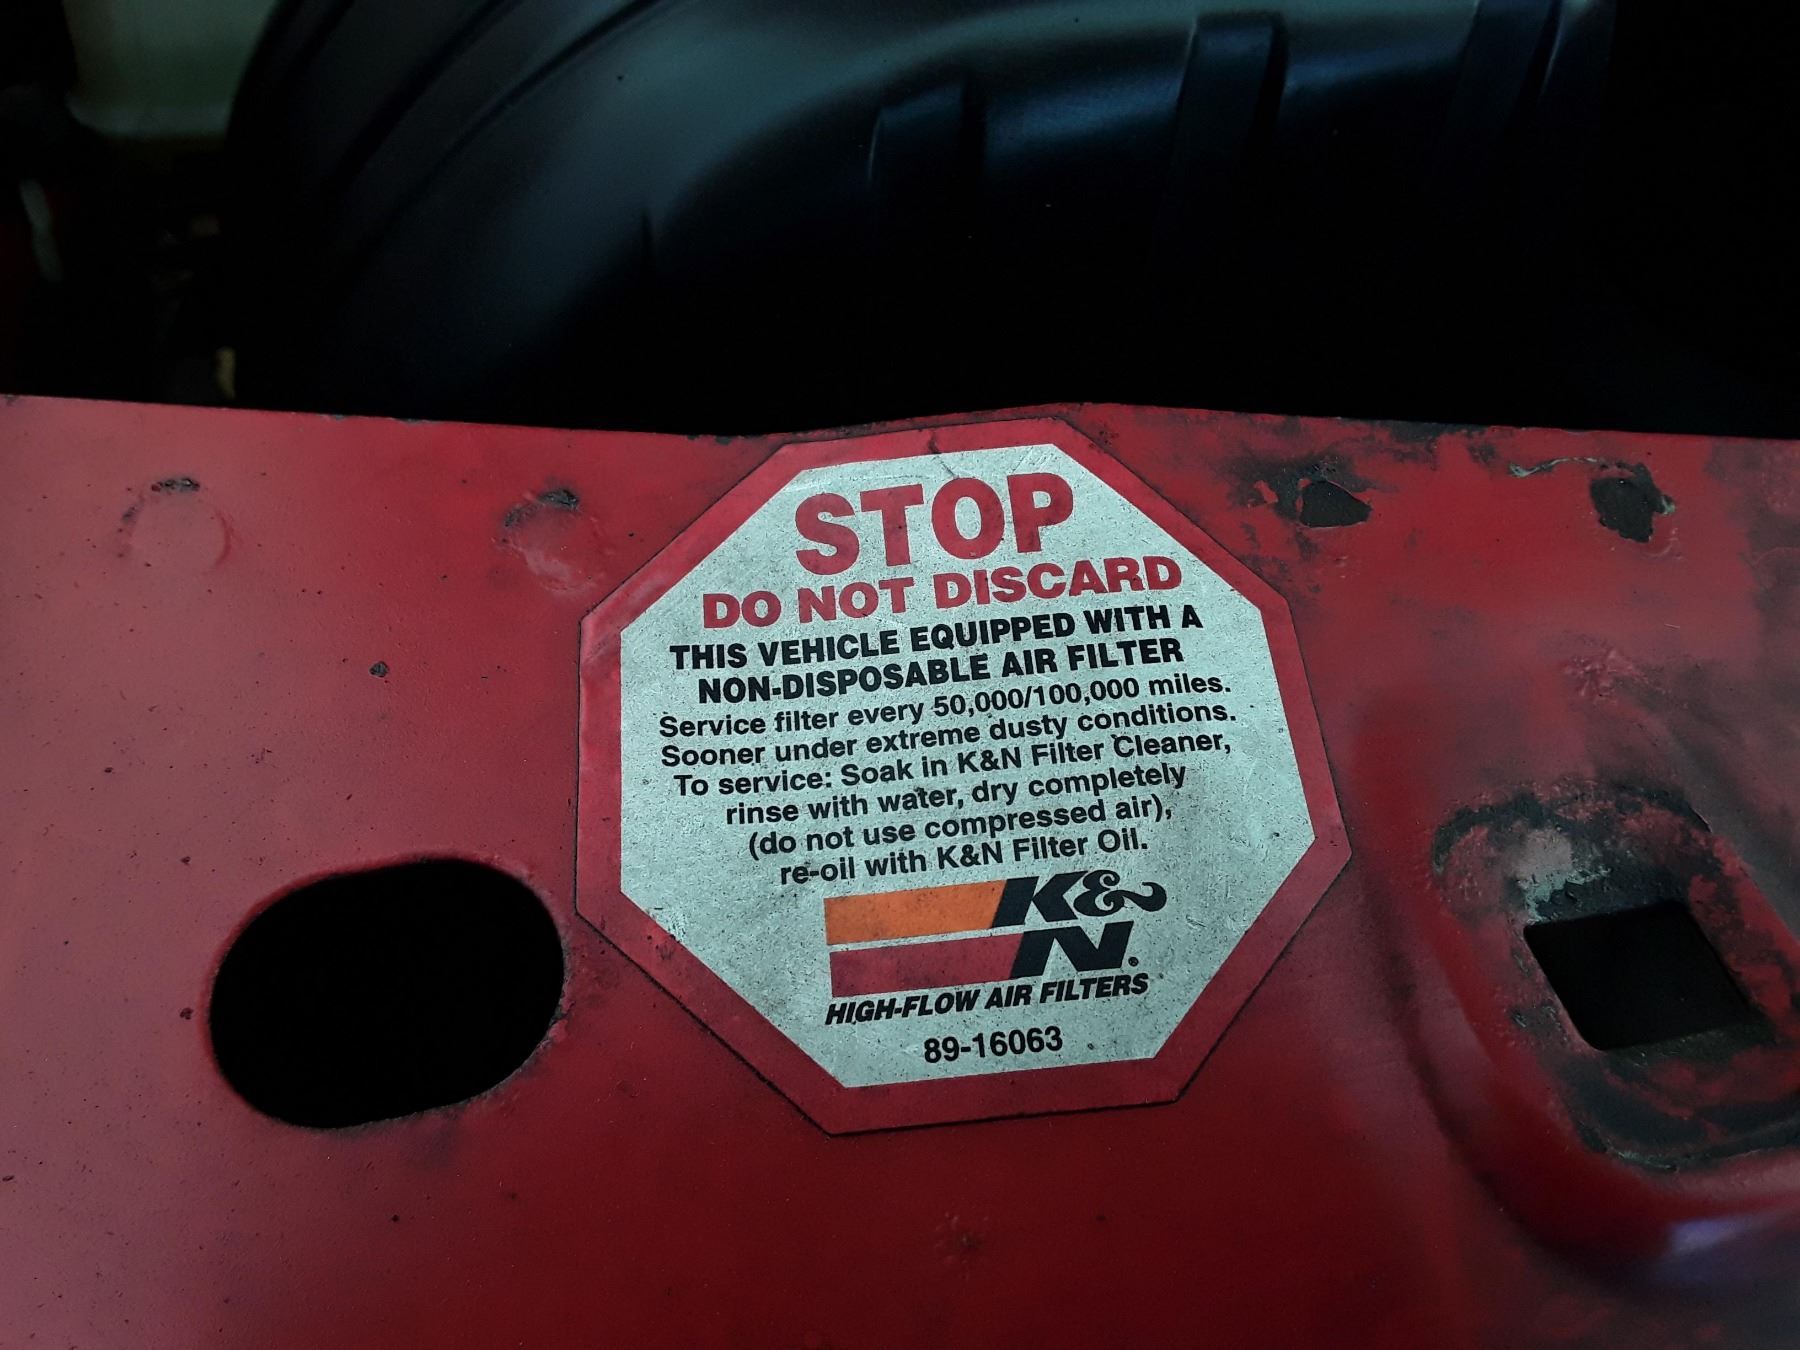 STOP
DO NOT DISCARD
THIS VEHICLE EQUIPPED WITH A
NON-DISPOSABLE AIR FILTER
Service filter every 50,000/100,000 miles.
Sooner under extreme dusty conditions.
To service: Soak in K&N Filter Cleaner,
rinse with water, dry completely
(do not use compressed air),
re-oil with K&N Filter Oil.
K&
N®
HIGH-FLOW AIR FILTERS
89-16063